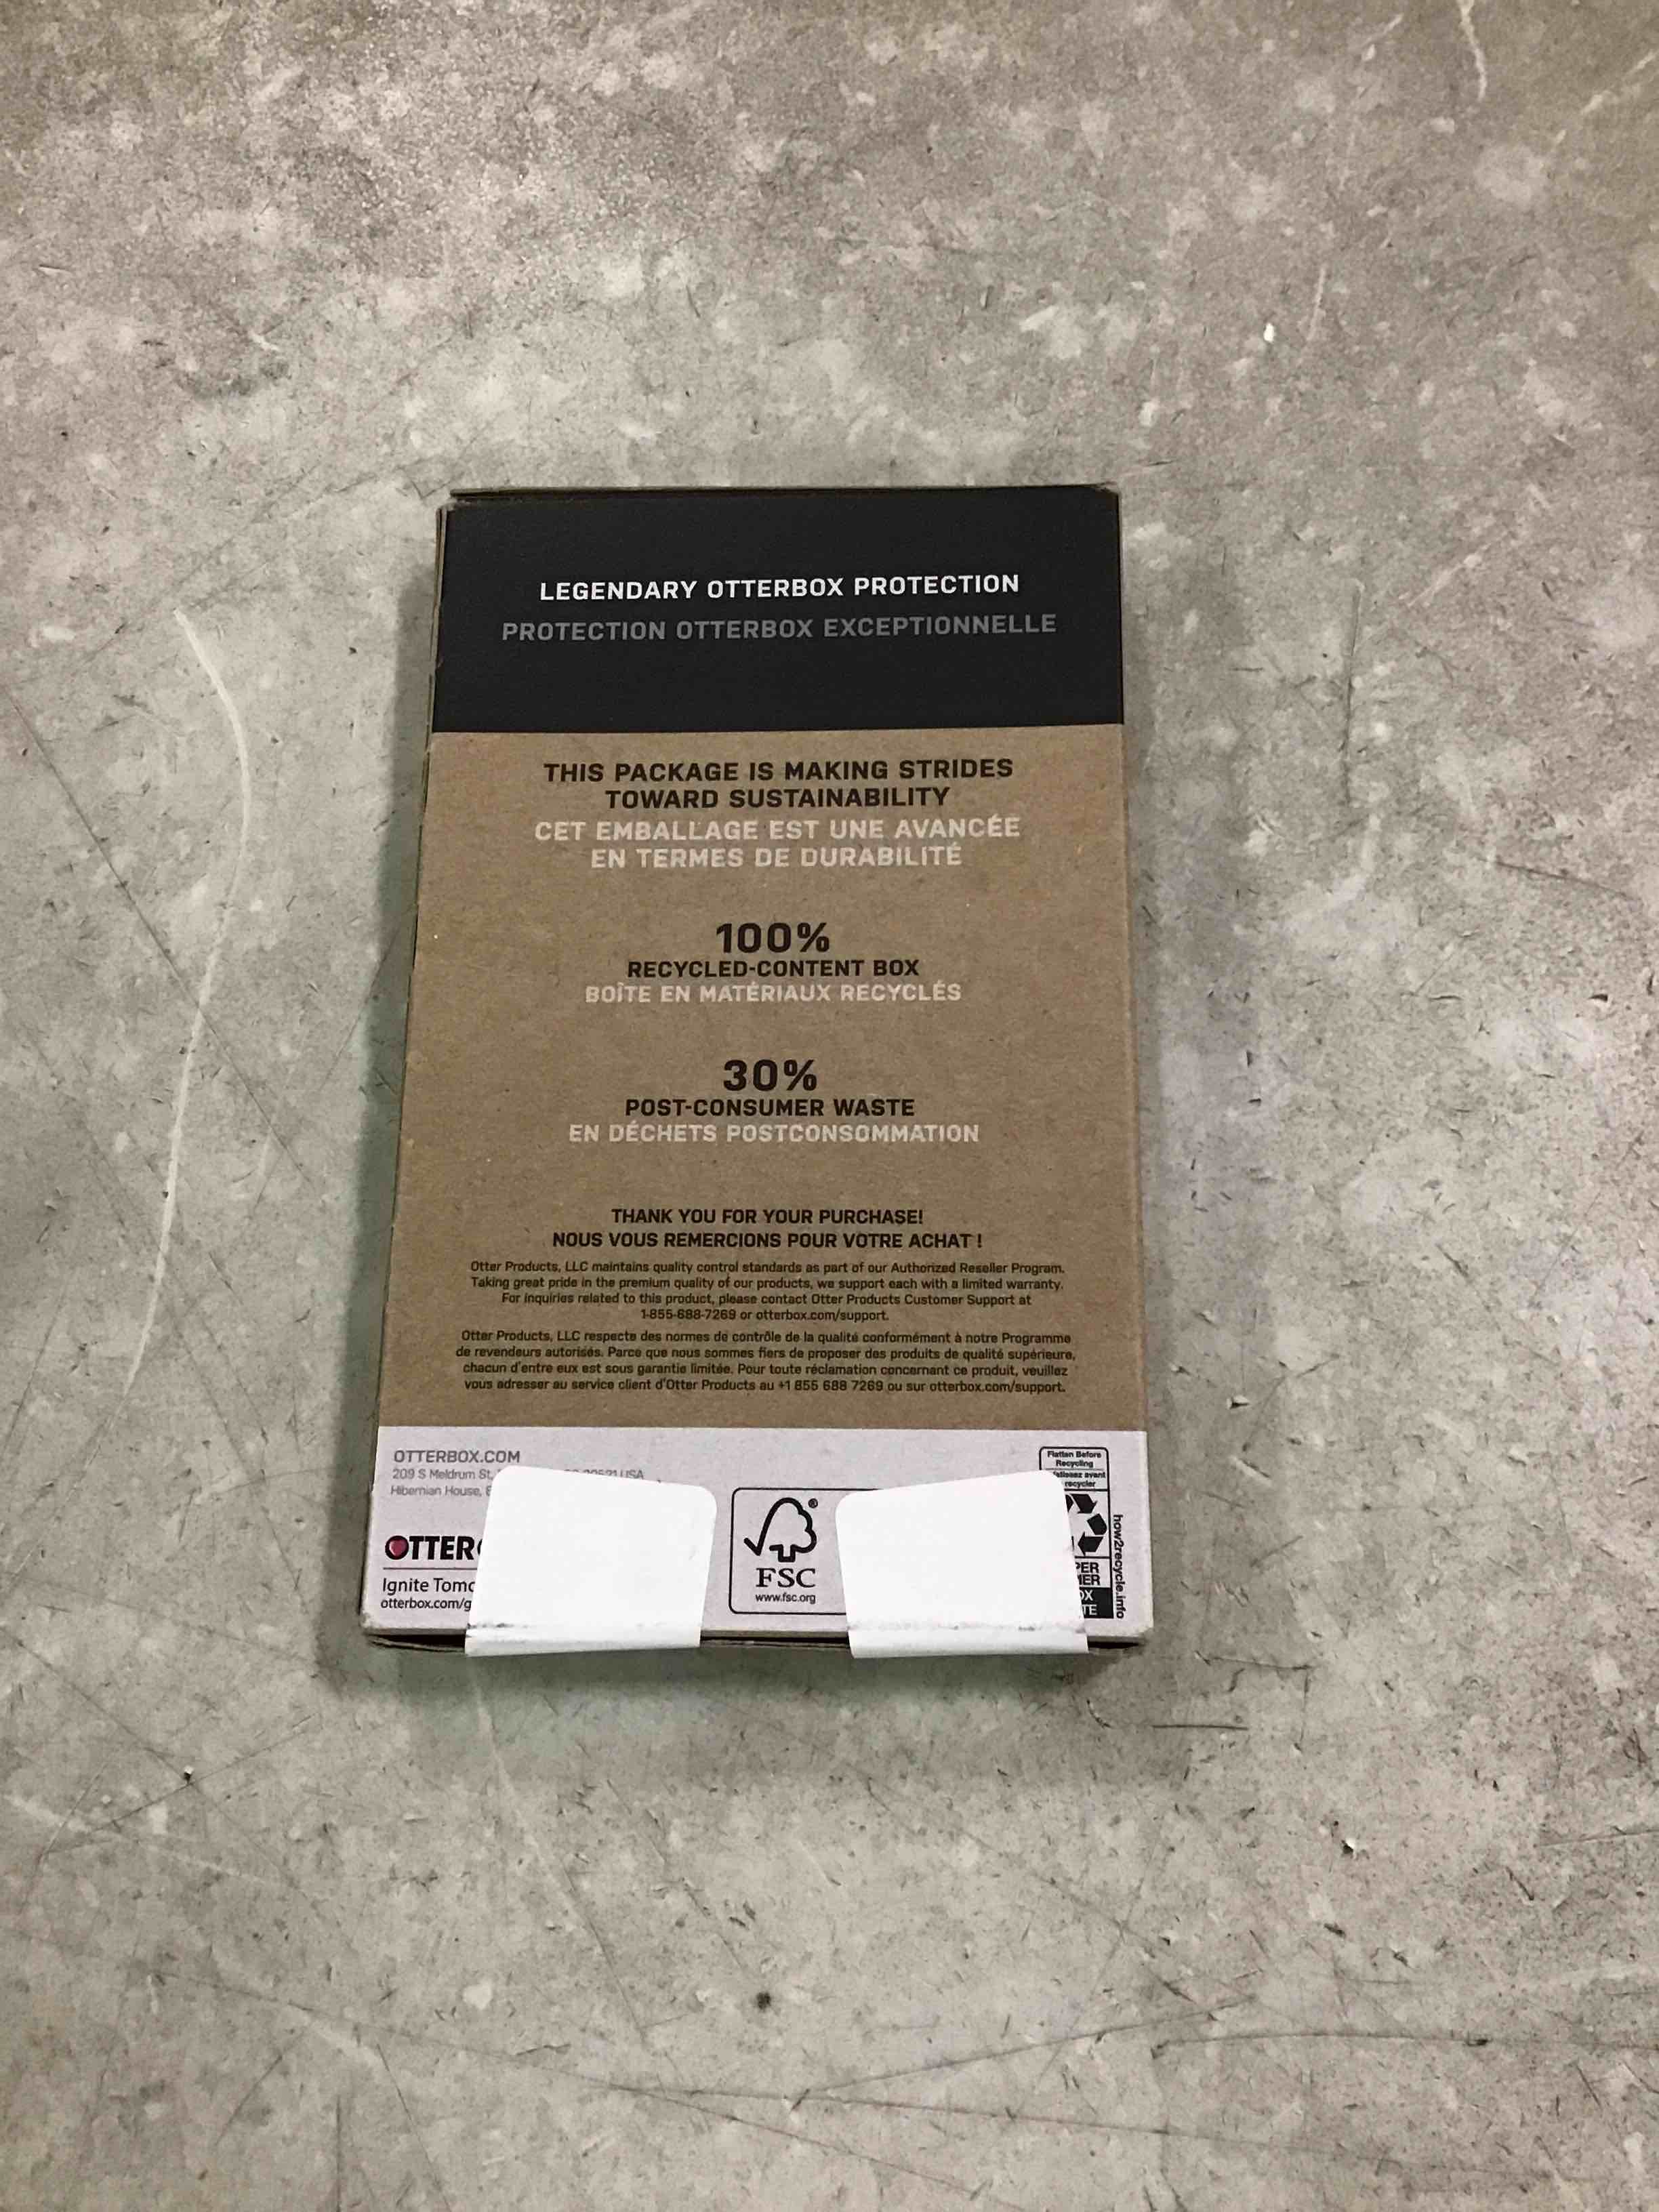 LEGENDARY OTTERBOX PROTECTION
PROTECTION OTTERBOX EXCEPTIONNELLE
THIS PACKAGE IS MAKING STRIDES
TOWARD SUSTAINABILITY
CET EMBALLAGE EST UNE AVANCÉE
EN TERMES DE DURABILITÉ
100%
RECYCLED-CONTENT BOX
BOÎTE EN MATÉRIAUX RECYCLÉS
30%
POST-CONSUMER WASTE
EN DÉCHETS POSTCONSOMMATION
THANK YOU FOR YOUR PURCHASE!
NOUS VOUS REMERCIONS POUR VOTRE ACHAT !
Otter Products, LLC maintains quality control standards as part of our Authorized Reseller Program.
Taking great pride in the premium quality of our products, we support each with a limited warranty.
For inquiries related to this product, please contact Otter Products Customer Support at
1-855-688-7269 or otterbox.com/support.
Otter Products, LLC respecte des normes de contrôle de la qualité conformément à notre Programme
de revendeurs autorisés. Parce que nous sommes fiers de proposer des produits de qualité supérieure,
chacun d'entre eux est sous garantie limitée. Pour toute réclamation concernant ce produit, veuillez
vous adresser au service client d'Otter Products au +1 855 688 7269 ou sur otterbox.com/support.
OTTERBOX.COM
209 S Meldrum St, USA
Hibernian House,
OTTER
Ignite Tomo
otterbox.com/g
FSC
www.fsc.org
Flatten Before
Recycling
avant
recycler
how2recycle.info